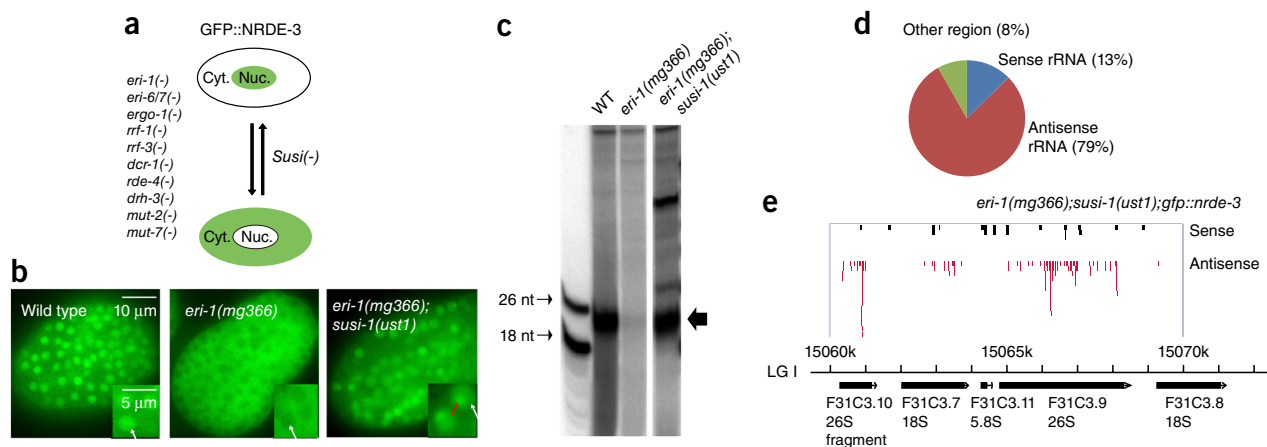 a
GFP::NRDE-3
Cyt. Nuc.
eri-1(-)
eri-6/7(-)
ergo-1(-)
rrf-1(-)
rrf-3(-)
dcr-1(-)
rde-4(-)
drh-3(-)
mut-2(-)
mut-7(-)
Susi(-)
Cyt. Nuc.
b
Wild type
10 µm
5 µm
eri-1(mg366)
eri-1(mg366);
susi-1(ust1)
c
WT
eri-1(mg366)
eri-1(mg366);
susi-1(ust1)
26 nt
18 nt
d
Other region (8%)
Sense rRNA (13%)
Antisense
rRNA (79%)
e
eri-1(mg366);susi-1(ust1);gfp::nrde-3
Sense
Antisense
15060k 15065k 15070k
LG I
F31C3.10 F31C3.7 F31C3.11 F31C3.9 F31C3.8
26S 18S 5.8S 26S 18S
fragment